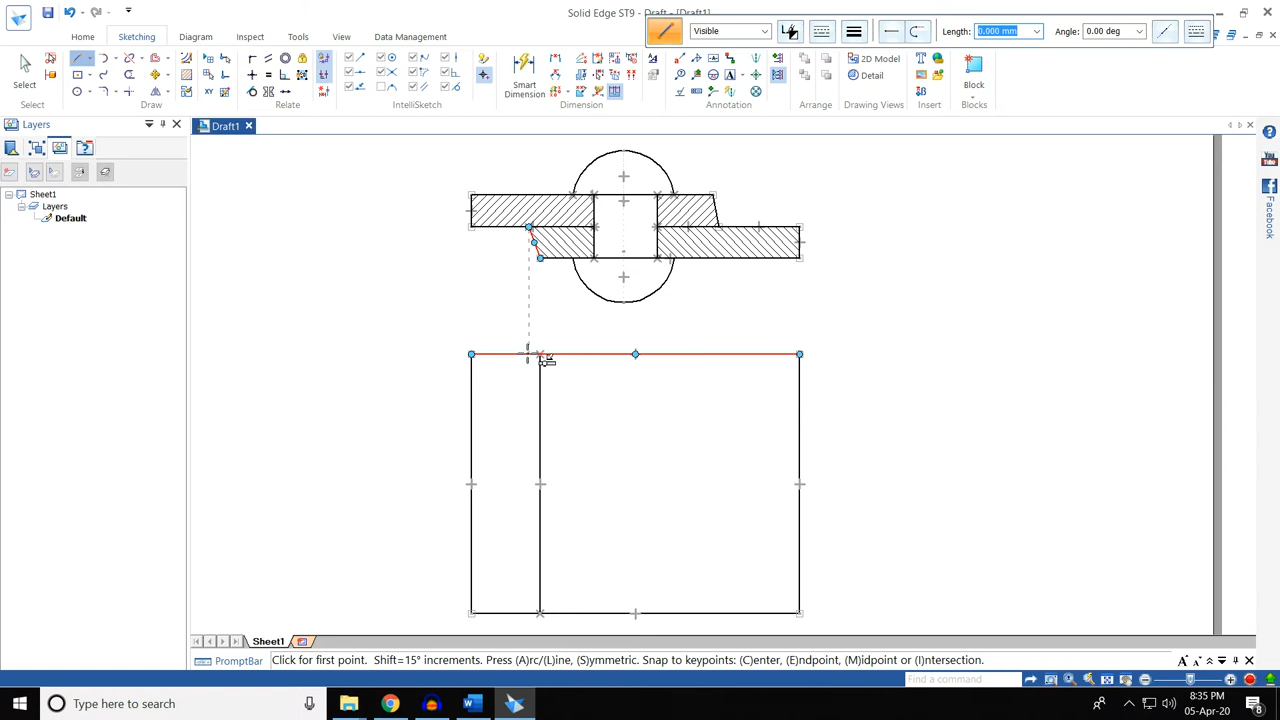 Solid Edge ST9 - Draft - [Draft1]
Visible
Length:
0.000 mm
Angle:
0.00 deg
Home
Sketching
Diagram
Inspect
Tools
View
Data Management
Select
Smart Dimension
2D Model
Detail
Block
Select
Draw
Relate
IntelliSketch
Dimension
Annotation
Arrange
Drawing Views
Insert
Blocks
Layers
Draft1
Sheet1
Layers
Default
YouTube
Facebook
Sheet1
PromptBar
Click for first point. Shift=15° increments. Press (A)rc/(L)ine, (S)ymmetric. Snap to keypoints: (C)enter, (E)ndpoint, (M)idpoint or (I)ntersection.
Find a command
Type here to search
8:35 PM
05-Apr-20
8